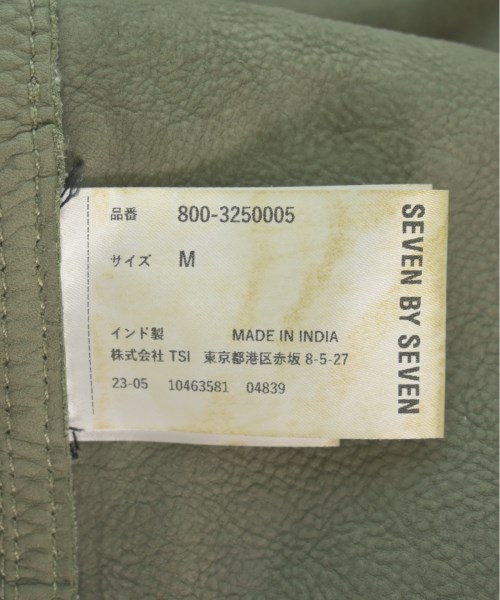 品番 800-3250005
サイズ M
インド製 MADE IN INDIA
株式会社 TSI 東京都港区赤坂 8-5-27
23-05 10463581 04839
SEVEN BY SEVEN